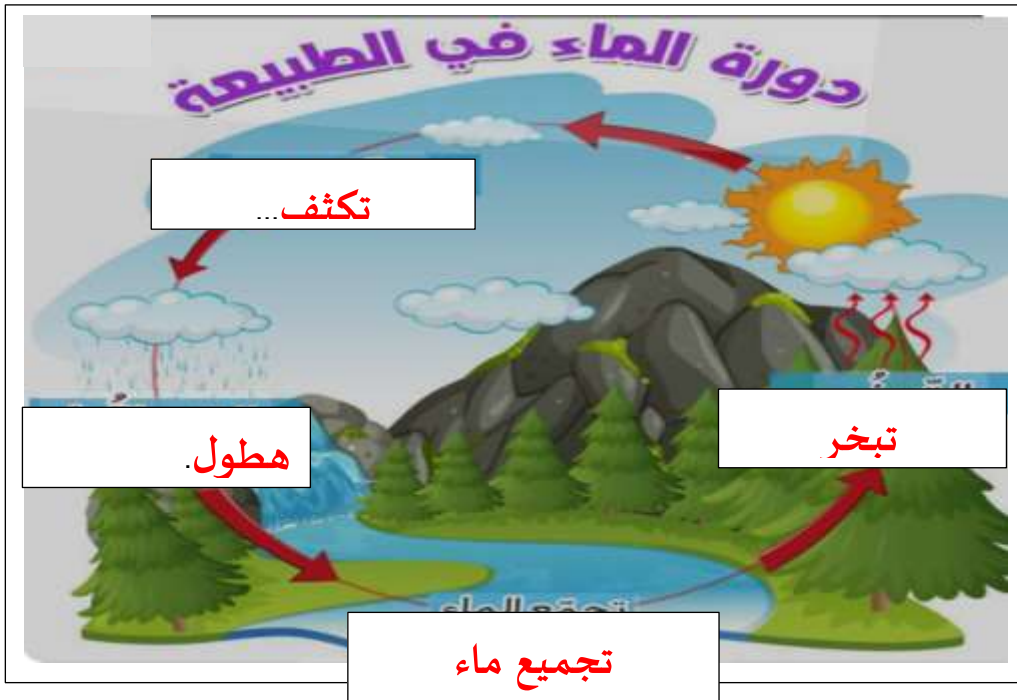 دورة الماء في الطبيعة
تكثف...
هطول.
تبخر
تجميع ماء